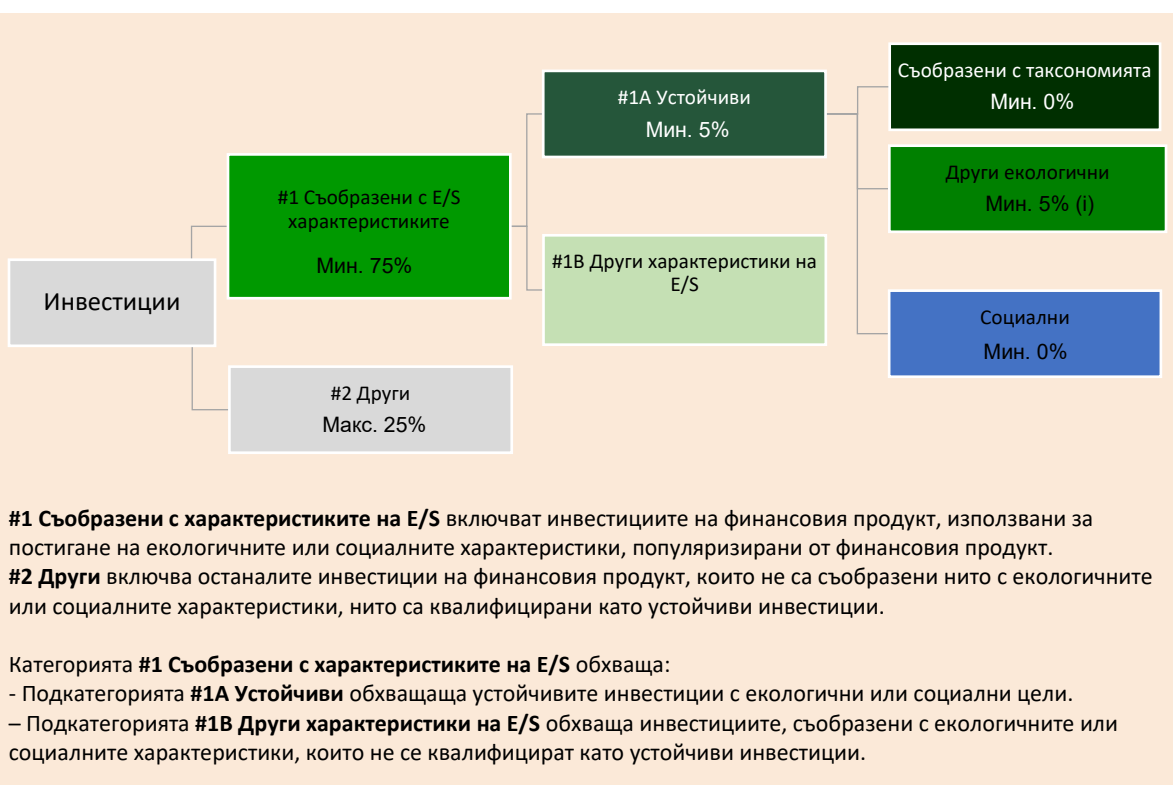 Инвестиции
#1 Съобразени с E/S
характеристиките
Мин. 75%
#2 Други
Макс. 25%
#1A Устойчиви
Мин. 5%
#1B Други характеристики на
E/S
Съобразени с таксономията
Мин. 0%
Други екологични
Мин. 5% (i)
Социални
Мин. 0%
#1 Съобразени с характеристиките на E/S включват инвестициите на финансовия продукт, използвани за
постигане на екологичните или социалните характеристики, популяризирани от финансовия продукт.
#2 Други включва останалите инвестиции на финансовия продукт, които не са съобразени нито с екологичните
или социалните характеристики, нито са квалифицирани като устойчиви инвестиции.
Категорията #1 Съобразени с характеристиките на E/S обхваща:
- Подкатегорията #1A Устойчиви обхващаща устойчивите инвестиции с екологични или социални цели.
– Подкатегорията #1B Други характеристики на E/S обхваща инвестициите, съобразени с екологичните или
социалните характеристики, които не се квалифицират като устойчиви инвестиции.